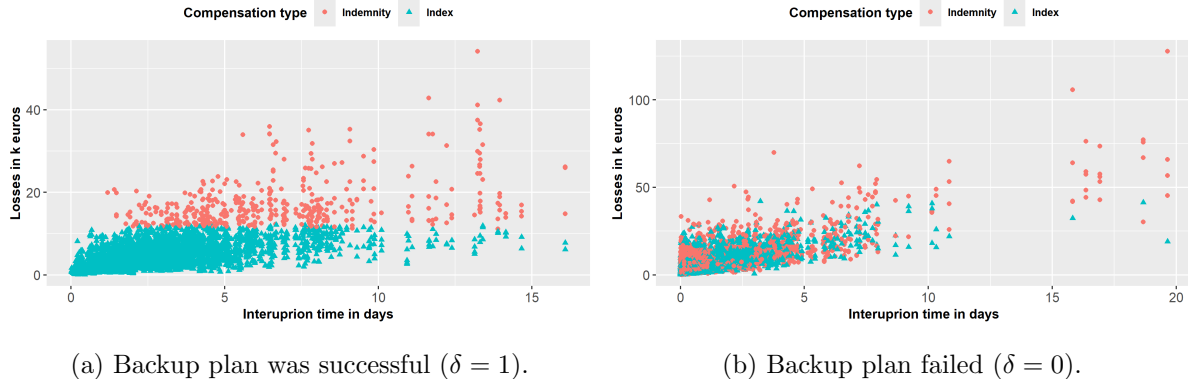 Compensation type Indemnity Index
Losses in k euros
40
20
0
0 5 10 15
Interuprion time in days
(a) Backup plan was successful (δ = 1).
Compensation type Indemnity Index
Losses in k euros
100
50
0
0 5 10 15 20
Interuprion time in days
(b) Backup plan failed (δ = 0).